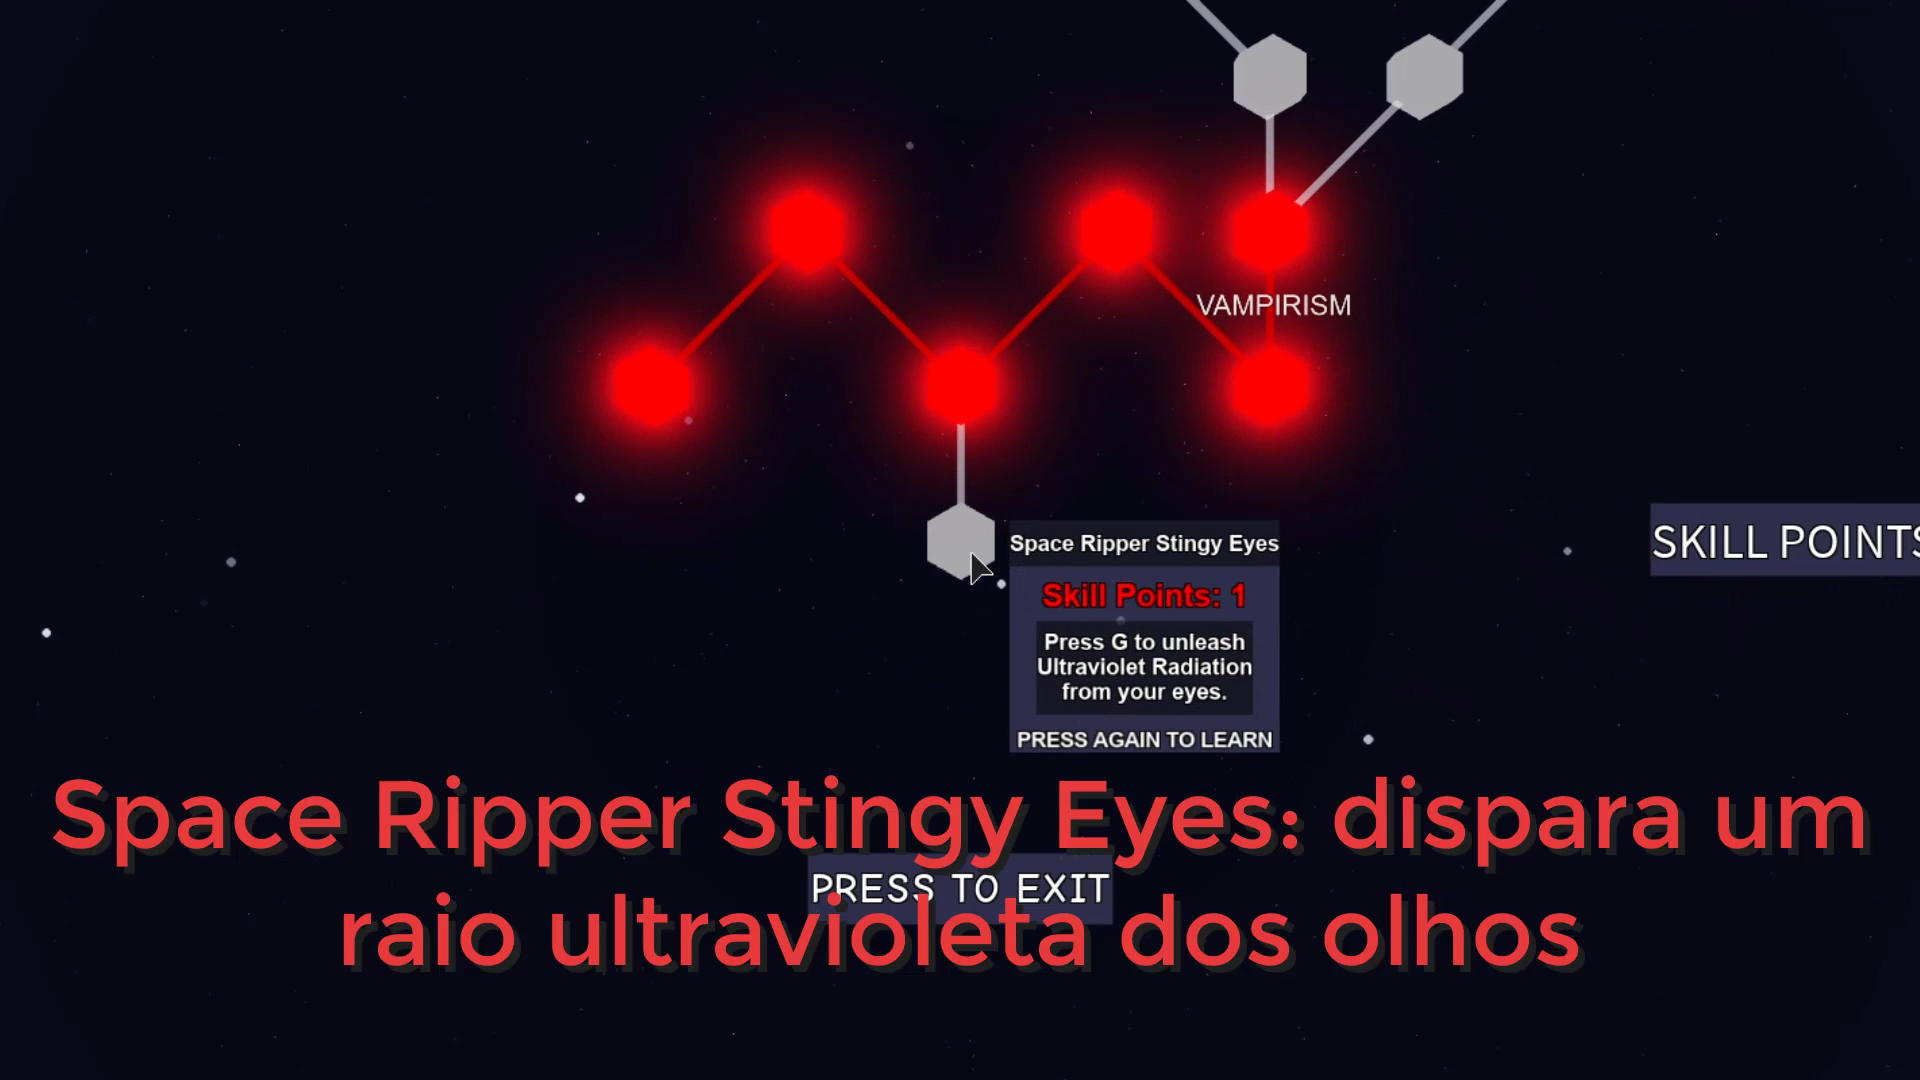 VAMPIRISM
SKILL POINTS
Space Ripper Stingy Eyes
Skill Points: 1
Press G to unleash
Ultraviolet Radiation
from your eyes.
PRESS AGAIN TO LEARN
Space Ripper Stingy Eyes: dispara um
PRESS TO EXIT
raio ultravioleta dos olhos